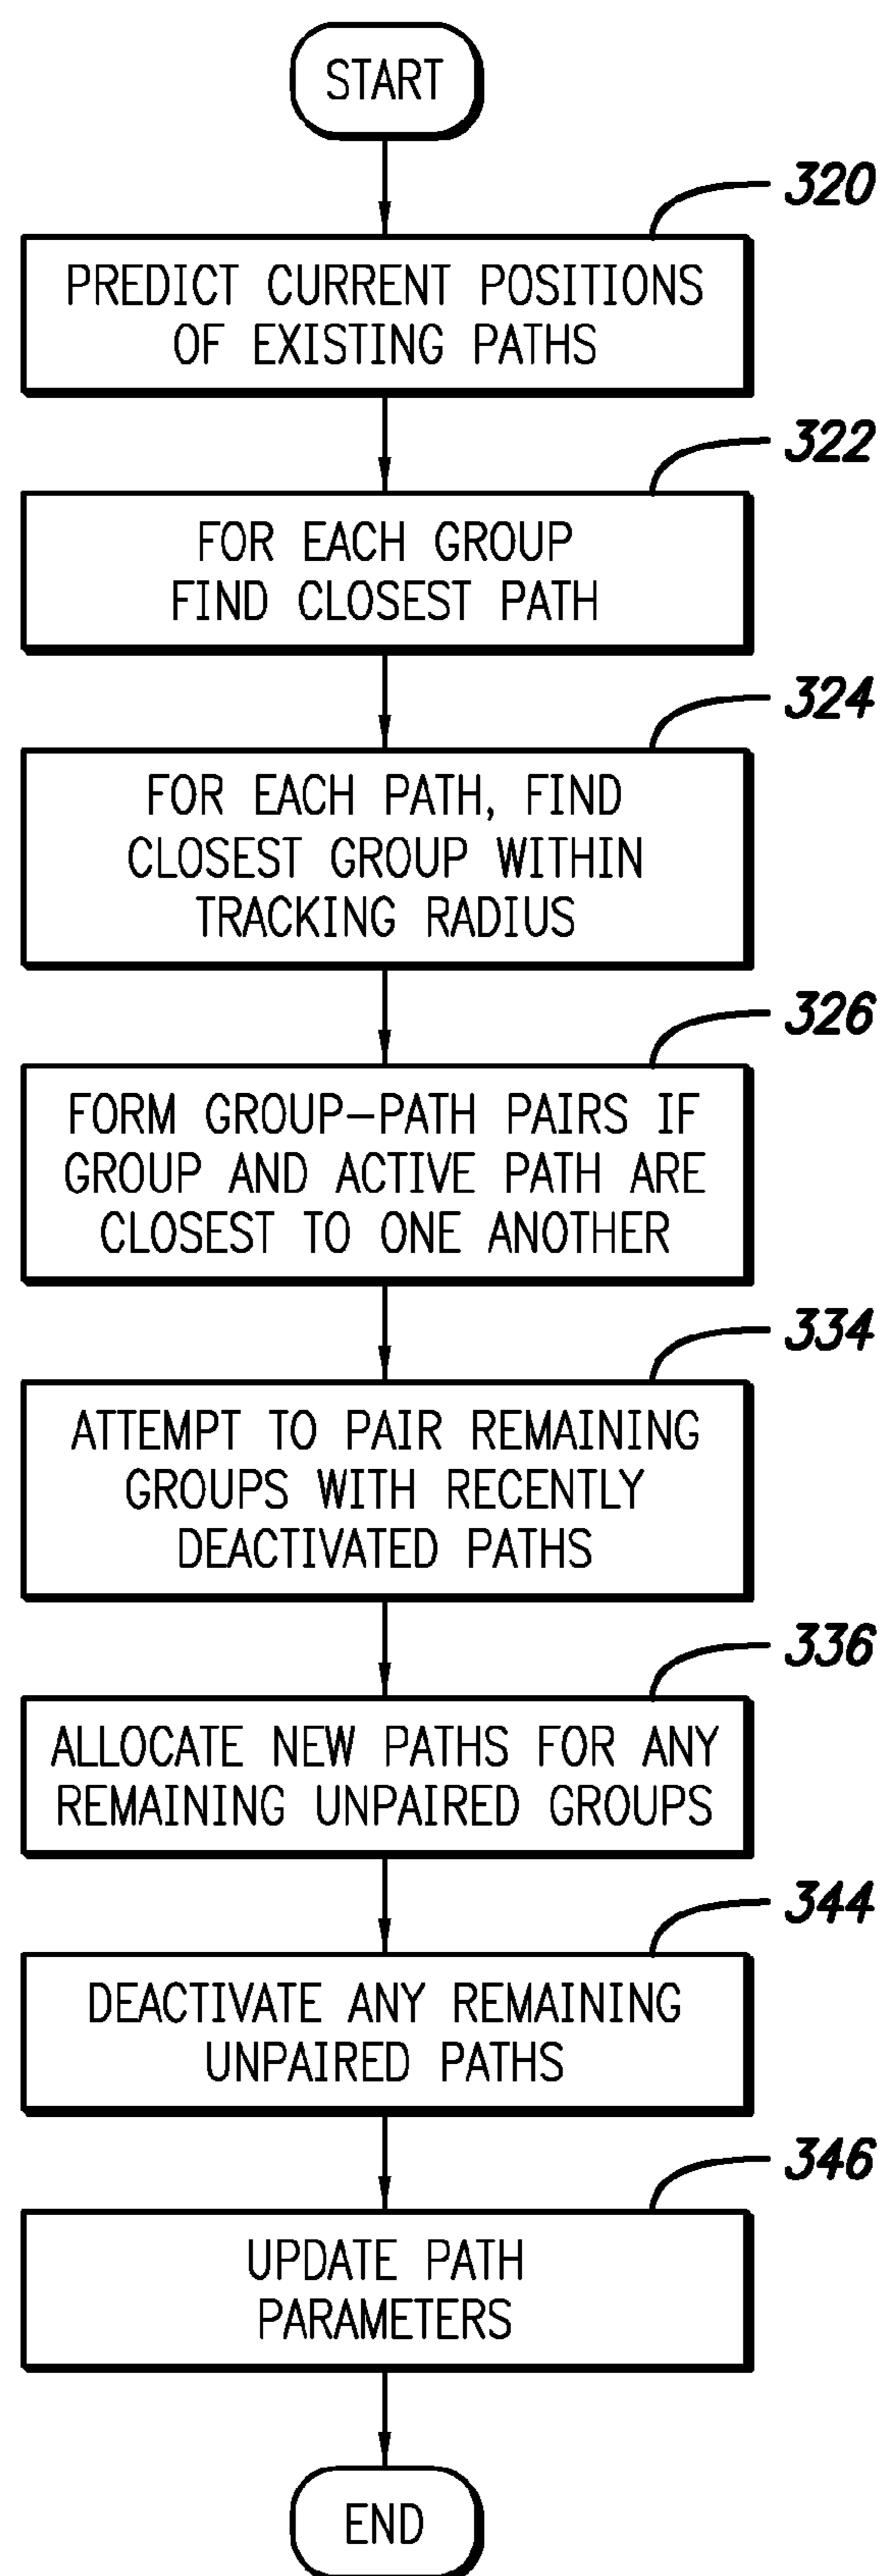 START
320
PREDICT CURRENT POSITIONS
OF EXISTING PATHS
322
FOR EACH GROUP
FIND CLOSEST PATH
324
FOR EACH PATH, FIND
CLOSEST GROUP WITHIN
TRACKING RADIUS
326
FORM GROUP–PATH PAIRS IF
GROUP AND ACTIVE PATH ARE
CLOSEST TO ONE ANOTHER
334
ATTEMPT TO PAIR REMAINING
GROUPS WITH RECENTLY
DEACTIVATED PATHS
336
ALLOCATE NEW PATHS FOR ANY
REMAINING UNPAIRED GROUPS
344
DEACTIVATE ANY REMAINING
UNPAIRED PATHS
346
UPDATE PATH
PARAMETERS
END